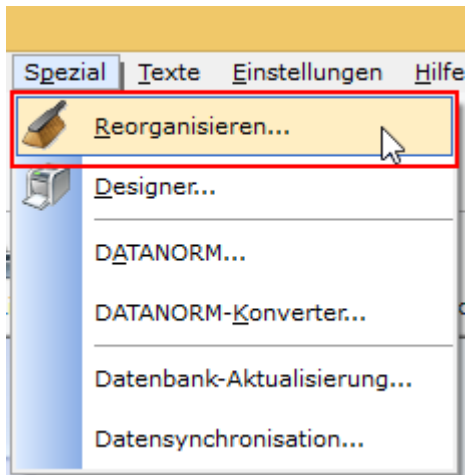 Spezial Texte Einstellungen Hilfe
Reorganisieren...
Designer...
DATANORM...
DATANORM-Konverter...
Datenbank-Aktualisierung...
Datensynchronisation...